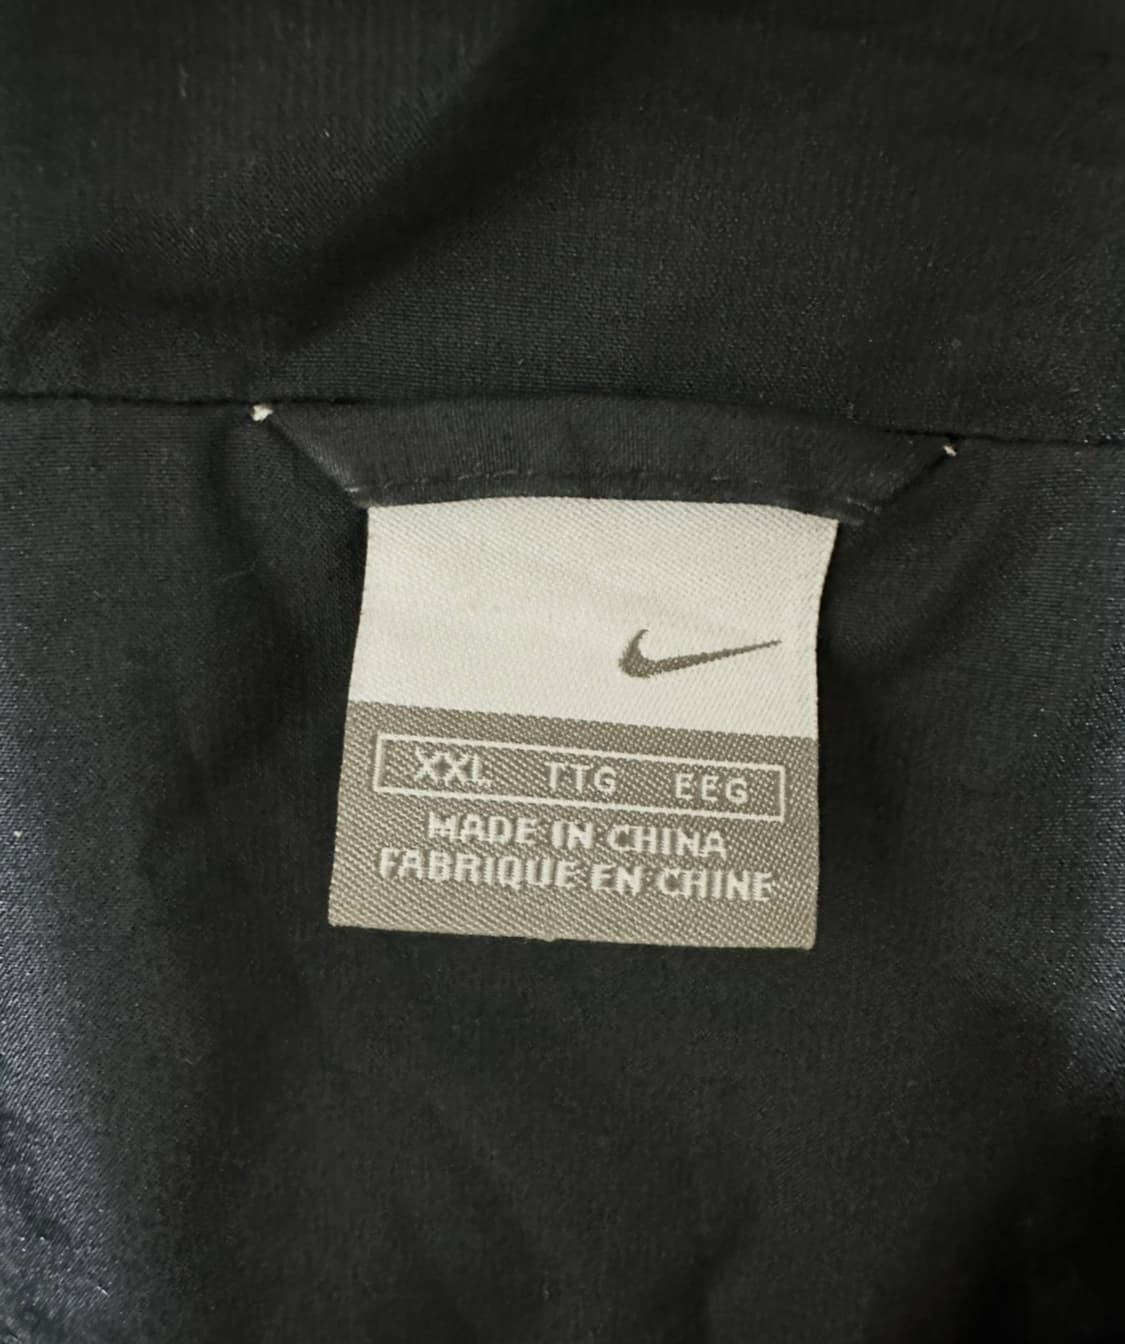 XXL TTG EEG
MADE IN CHINA
FABRIQUE EN CHINE